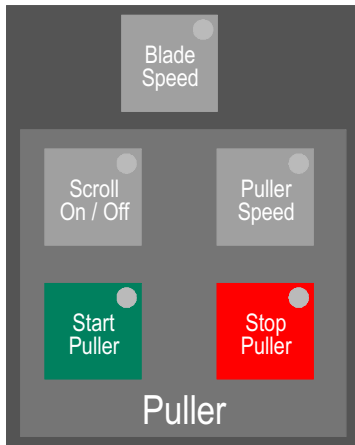 Blade
Speed
Scroll
On / Off
Puller
Speed
Start
Puller
Stop
Puller
Puller